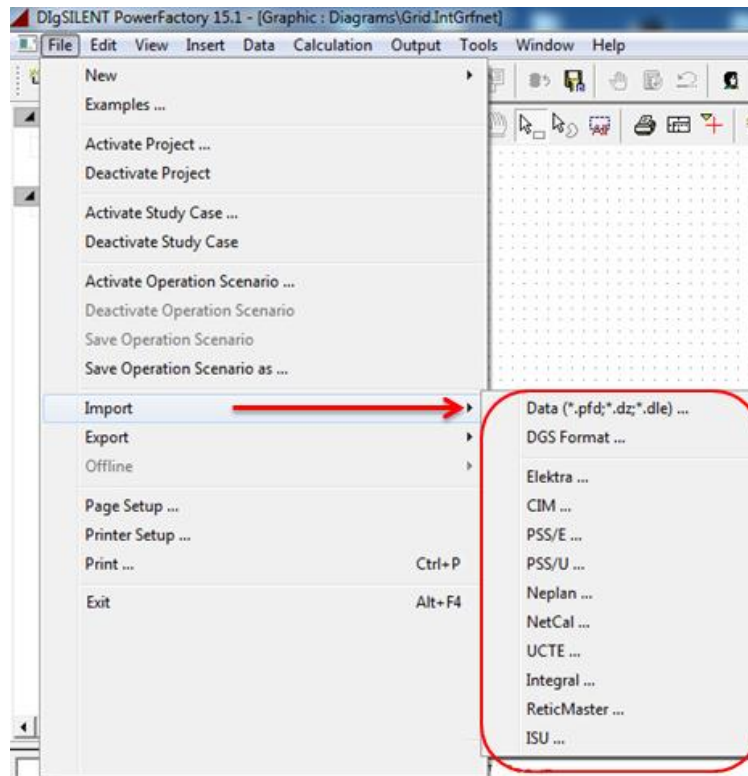 DIgSILENT PowerFactory 15.1 - [Graphic : Diagrams\Grid.IntGrfnet]
File Edit View Insert Data Calculation Output Tools Window Help
New
Examples ...
Activate Project ...
Deactivate Project
Activate Study Case ...
Deactivate Study Case
Activate Operation Scenario ...
Deactivate Operation Scenario
Save Operation Scenario
Save Operation Scenario as ...
Import
Export
Offline
Page Setup ...
Printer Setup ...
Print ... Ctrl+P
Exit Alt+F4
Data (*.pfd;*.dz;*.dle) ...
DGS Format ...
Elektra ...
CIM ...
PSS/E ...
PSS/U ...
Neplan ...
NetCal ...
UCTE ...
Integral ...
ReticMaster ...
ISU ...